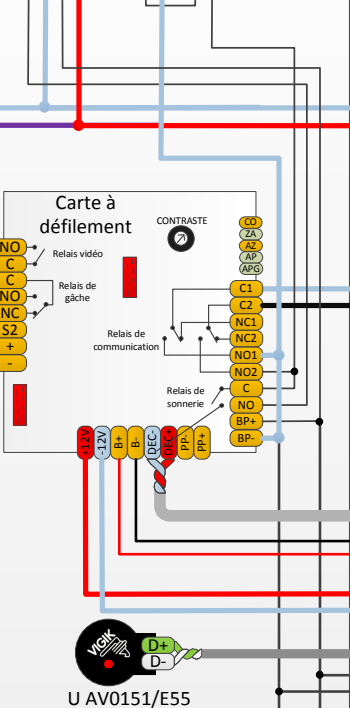 Carte à
défilement
CONTRASTE
CO
ZA
AZ
AP
APG
NO
C
Relais vidéo
C
NO
NC
Relais de
gâche
S2
+
-
C1
C2
NC1
NC2
NO1
NO2
C
NO
BP+
BP-
Relais de
communication
Relais de
sonnerie
+12V
-12V
B+
B-
DEC-
DEC+
PP-
PP+
VIGIK
D+
D-
U AV0151/E55